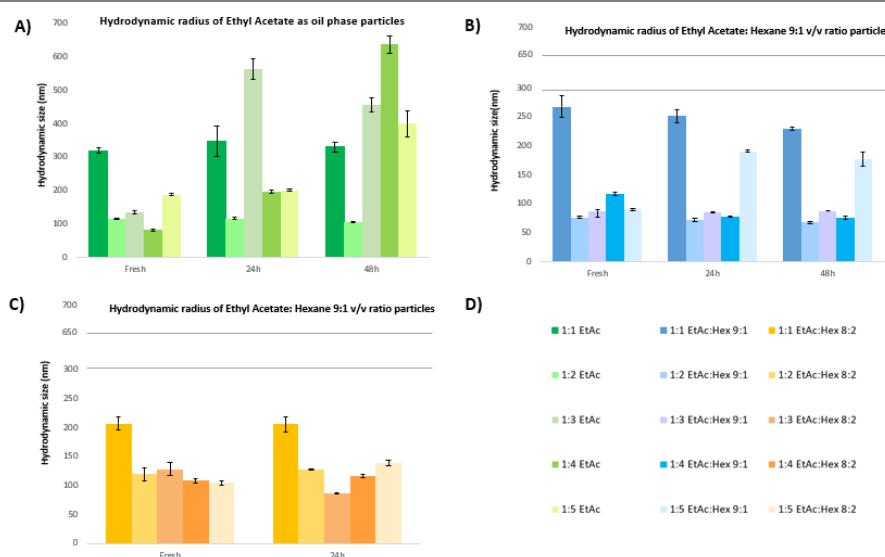 A)
Hydrodynamic radius of Ethyl Acetate as oil phase particles
700
600
500
400
300
200
100
0
Hydrodynamic size (nm)
Fresh 24h 48h
B)
Hydrodynamic radius of Ethyl Acetate: Hexane 9:1 v/v ratio particle
700
650
300
250
200
150
100
50
0
Hydrodynamic size(nm)
Fresh 24h 48h
C)
Hydrodynamic radius of Ethyl Acetate: Hexane 9:1 v/v ratio particles
700
650
300
250
200
150
100
50
0
Hydrodynamic size (nm)
Fresh 24h
D)
1:1 EtAc 1:1 EtAc:Hex 9:1 1:1 EtAc:Hex 8:2
1:2 EtAc 1:2 EtAc:Hex 9:1 1:2 EtAc:Hex 8:2
1:3 EtAc 1:3 EtAc:Hex 9:1 1:3 EtAc:Hex 8:2
1:4 EtAc 1:4 EtAc:Hex 9:1 1:4 EtAc:Hex 8:2
1:5 EtAc 1:5 EtAc:Hex 9:1 1:5 EtAc:Hex 8:2